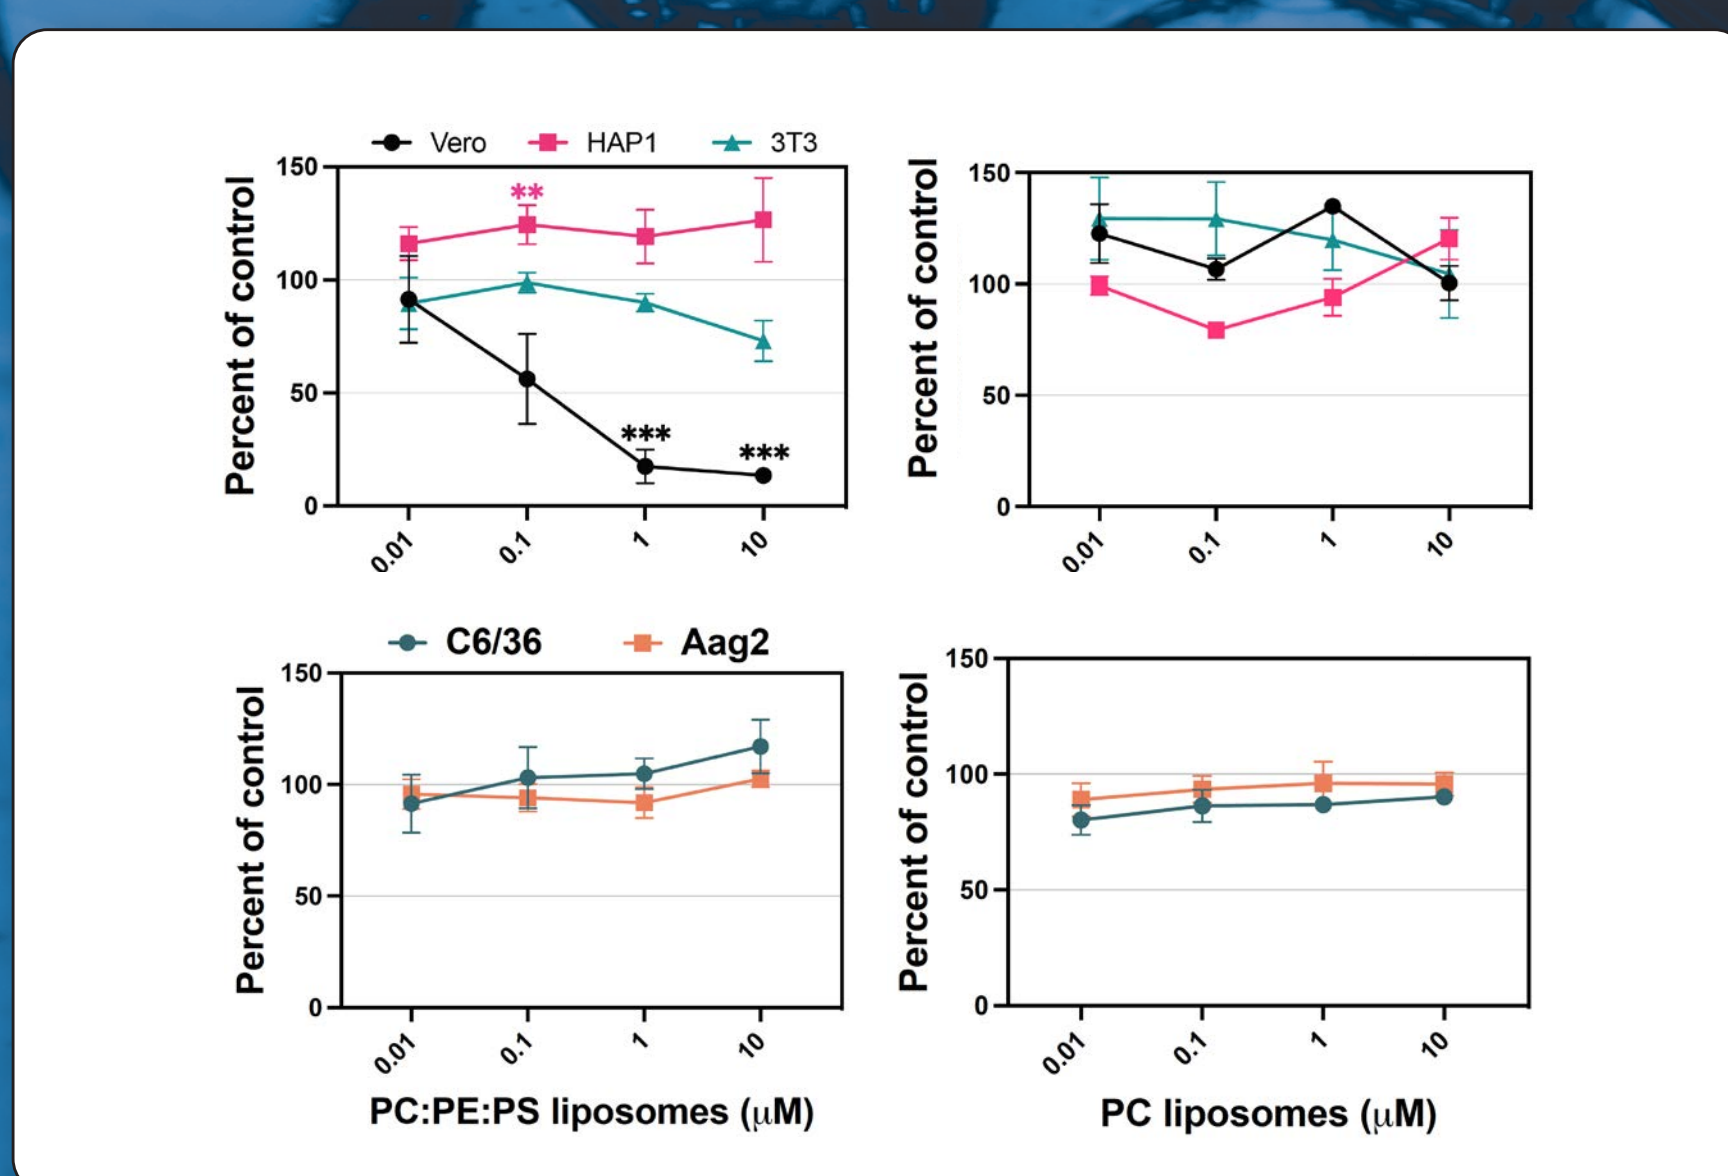 Vero HAP1 3T3
Percent of control
150
100
50
0
**
***
***
0.01 0.1 1 10
Percent of control
150
100
50
0
0.01 0.1 1 10
C6/36 Aag2
Percent of control
150
100
50
0
0.01 0.1 1 10
PC:PE:PS liposomes (μM)
Percent of control
150
100
50
0
0.01 0.1 1 10
PC liposomes (μM)